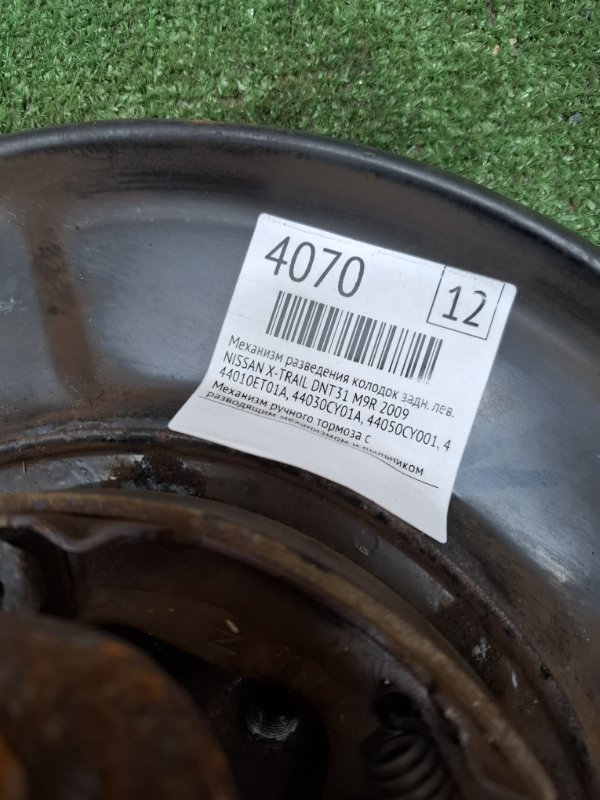 4070
12
Механизм разведения колодок задн. лев.
NISSAN X-TRAIL DNT31 M9R 2009
44010ET01A, 44030CY01A, 44050CY001, 4
Механизм ручного тормоза с
разводящим механизмом и пыльником